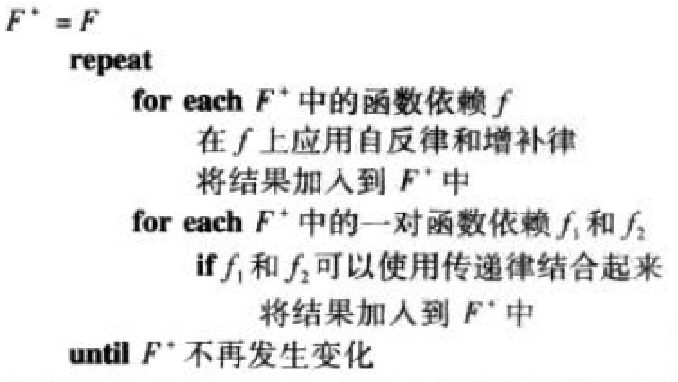 F⁺ = F
repeat
for each F⁺ 中的函数依赖 f
在 f 上应用自反律和增补律
将结果加入到 F⁺ 中
for each F⁺ 中的一对函数依赖 f₁ 和 f₂
if f₁ 和 f₂ 可以使用传递律结合起来
将结果加入到 F⁺ 中
until F⁺ 不再发生变化